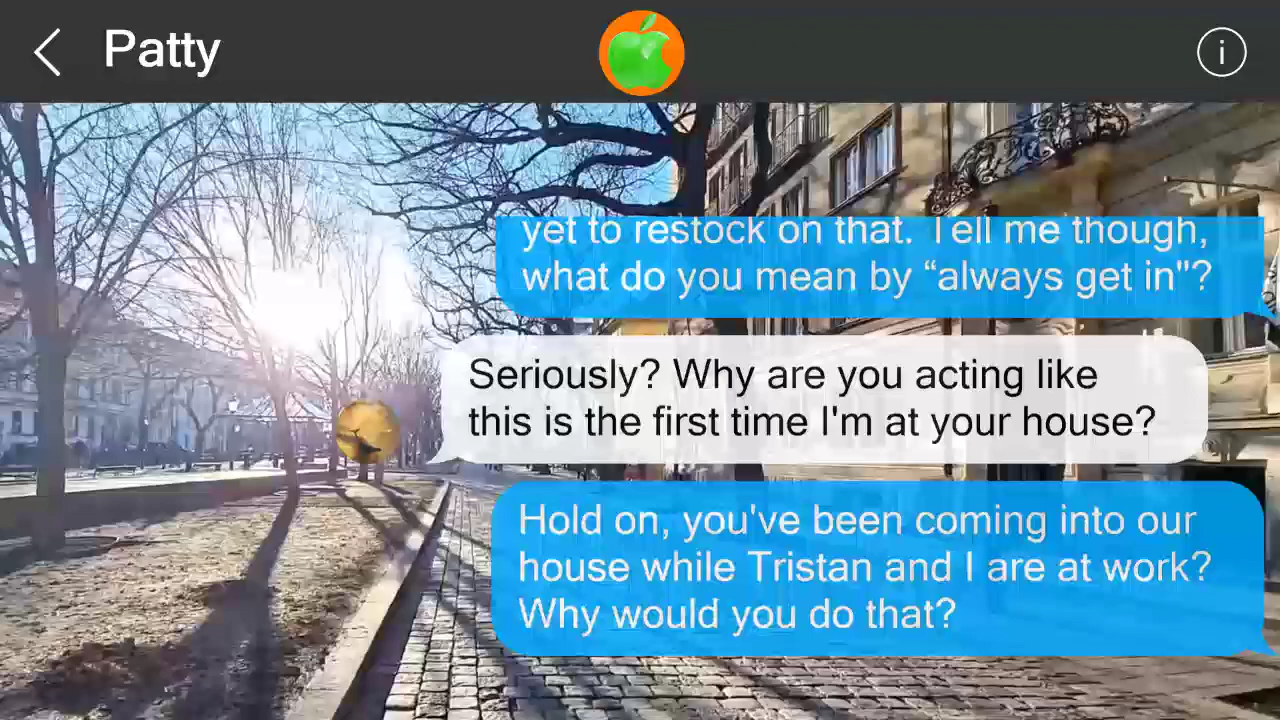 Patty
i
yet to restock on that. Tell me though,
what do you mean by “always get in"?
Seriously? Why are you acting like
this is the first time I'm at your house?
Hold on, you've been coming into our
house while Tristan and I are at work?
Why would you do that?